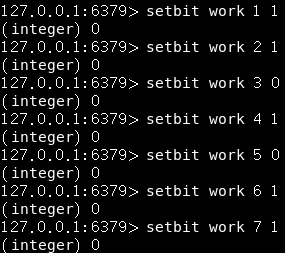 127.0.0.1:6379> setbit work 1 1
(integer) 0
127.0.0.1:6379> setbit work 2 1
(integer) 0
127.0.0.1:6379> setbit work 3 0
(integer) 0
127.0.0.1:6379> setbit work 4 1
(integer) 0
127.0.0.1:6379> setbit work 5 0
(integer) 0
127.0.0.1:6379> setbit work 6 1
(integer) 0
127.0.0.1:6379> setbit work 7 1
(integer) 0